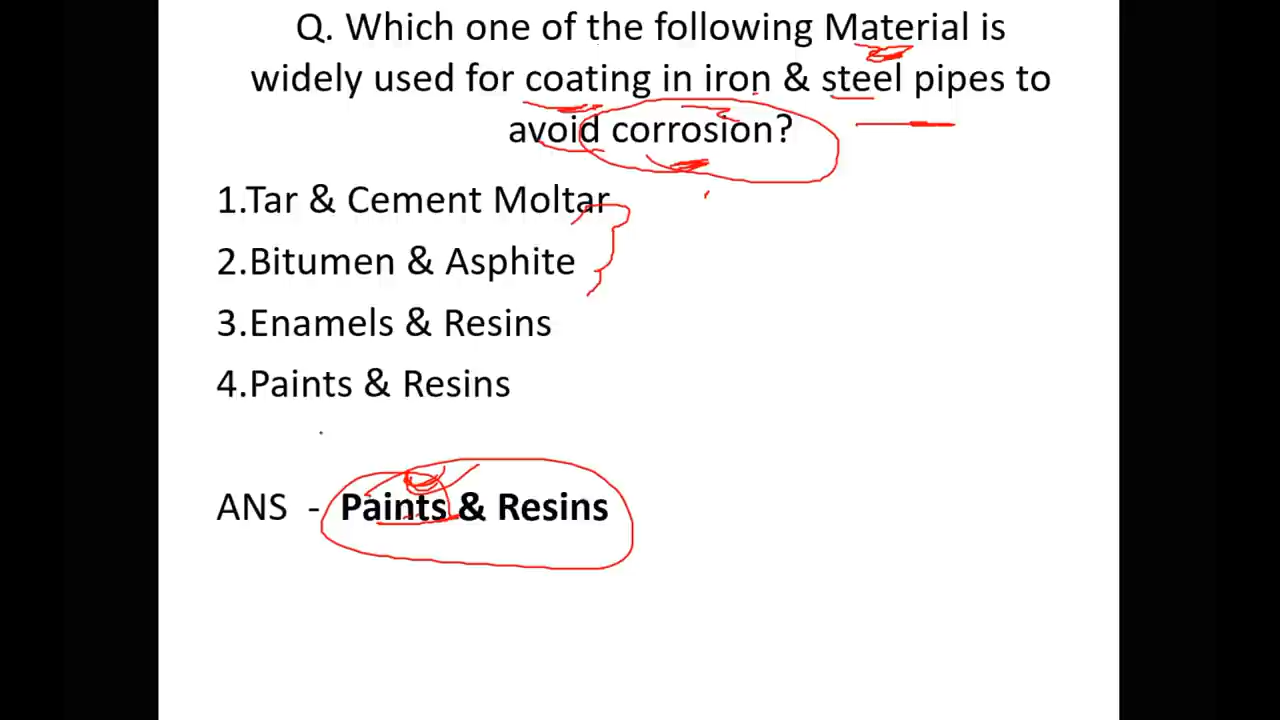 Q. Which one of the following Material is
widely used for coating in iron & steel pipes to
avoid corrosion?
1.Tar & Cement Moltar
2.Bitumen & Asphite
3.Enamels & Resins
4.Paints & Resins
ANS - Paints & Resins